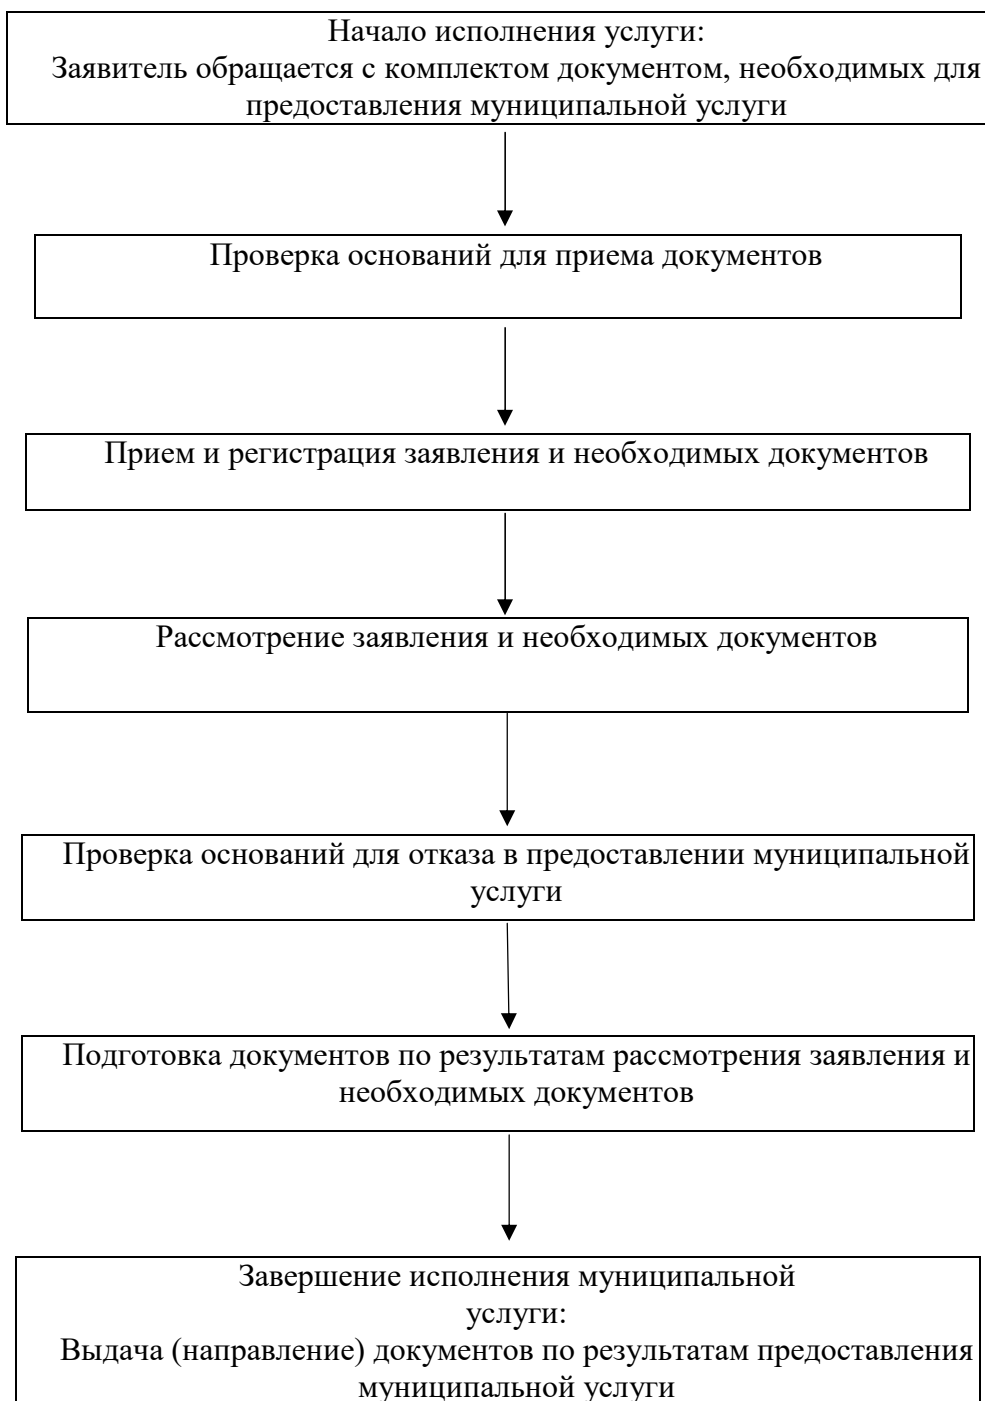 Начало исполнения услуги:
Заявитель обращается с комплектом документом, необходимых для
предоставления муниципальной услуги
Проверка оснований для приема документов
Прием и регистрация заявления и необходимых документов
Рассмотрение заявления и необходимых документов
Проверка оснований для отказа в предоставлении муниципальной
услуги
Подготовка документов по результатам рассмотрения заявления и
необходимых документов
Завершение исполнения муниципальной
услуги:
Выдача (направление) документов по результатам предоставления
муниципальной услуги